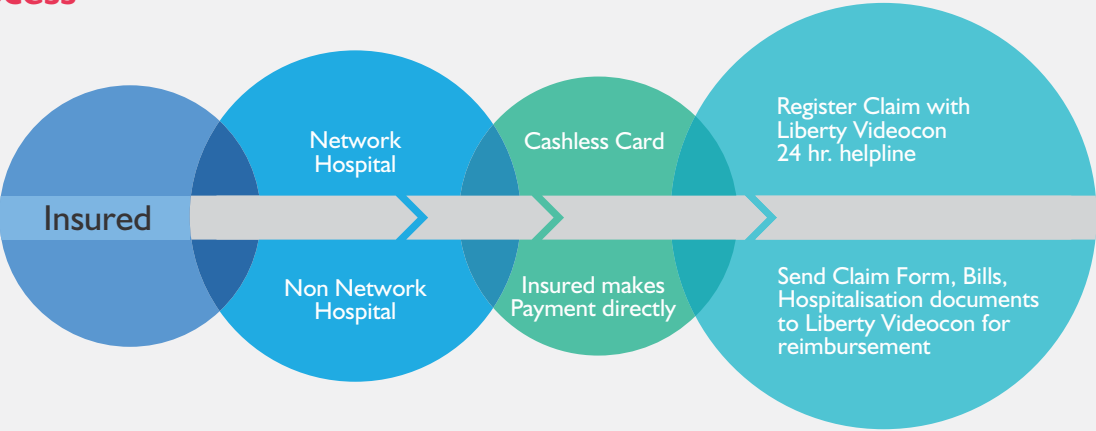 Insured
Network
Hospital
Non Network
Hospital
Cashless Card
Insured makes
Payment directly
Register Claim with
Liberty Videocon
24 hr. helpline
Send Claim Form, Bills,
Hospitalisation documents
to Liberty Videocon for
reimbursement